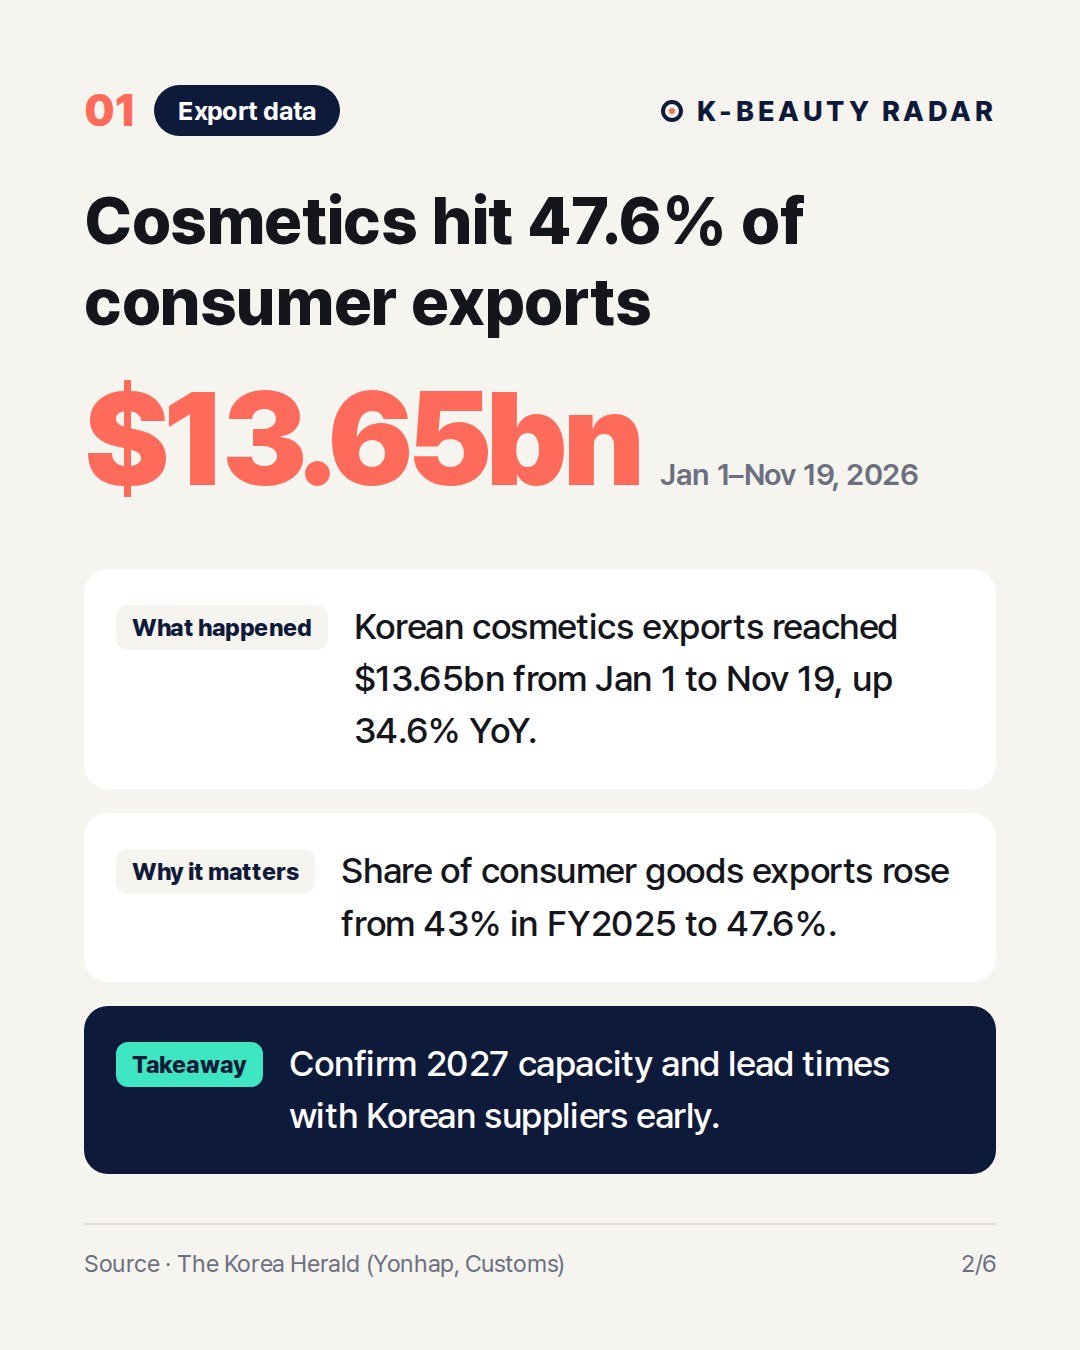 01 Export data
K-BEAUTY RADAR
Cosmetics hit 47.6% of
consumer exports
$13.65bn Jan 1–Nov 19, 2026
What happened
Korean cosmetics exports reached
$13.65bn from Jan 1 to Nov 19, up
34.6% YoY.
Why it matters
Share of consumer goods exports rose
from 43% in FY2025 to 47.6%.
Takeaway
Confirm 2027 capacity and lead times
with Korean suppliers early.
Source · The Korea Herald (Yonhap, Customs)
2/6